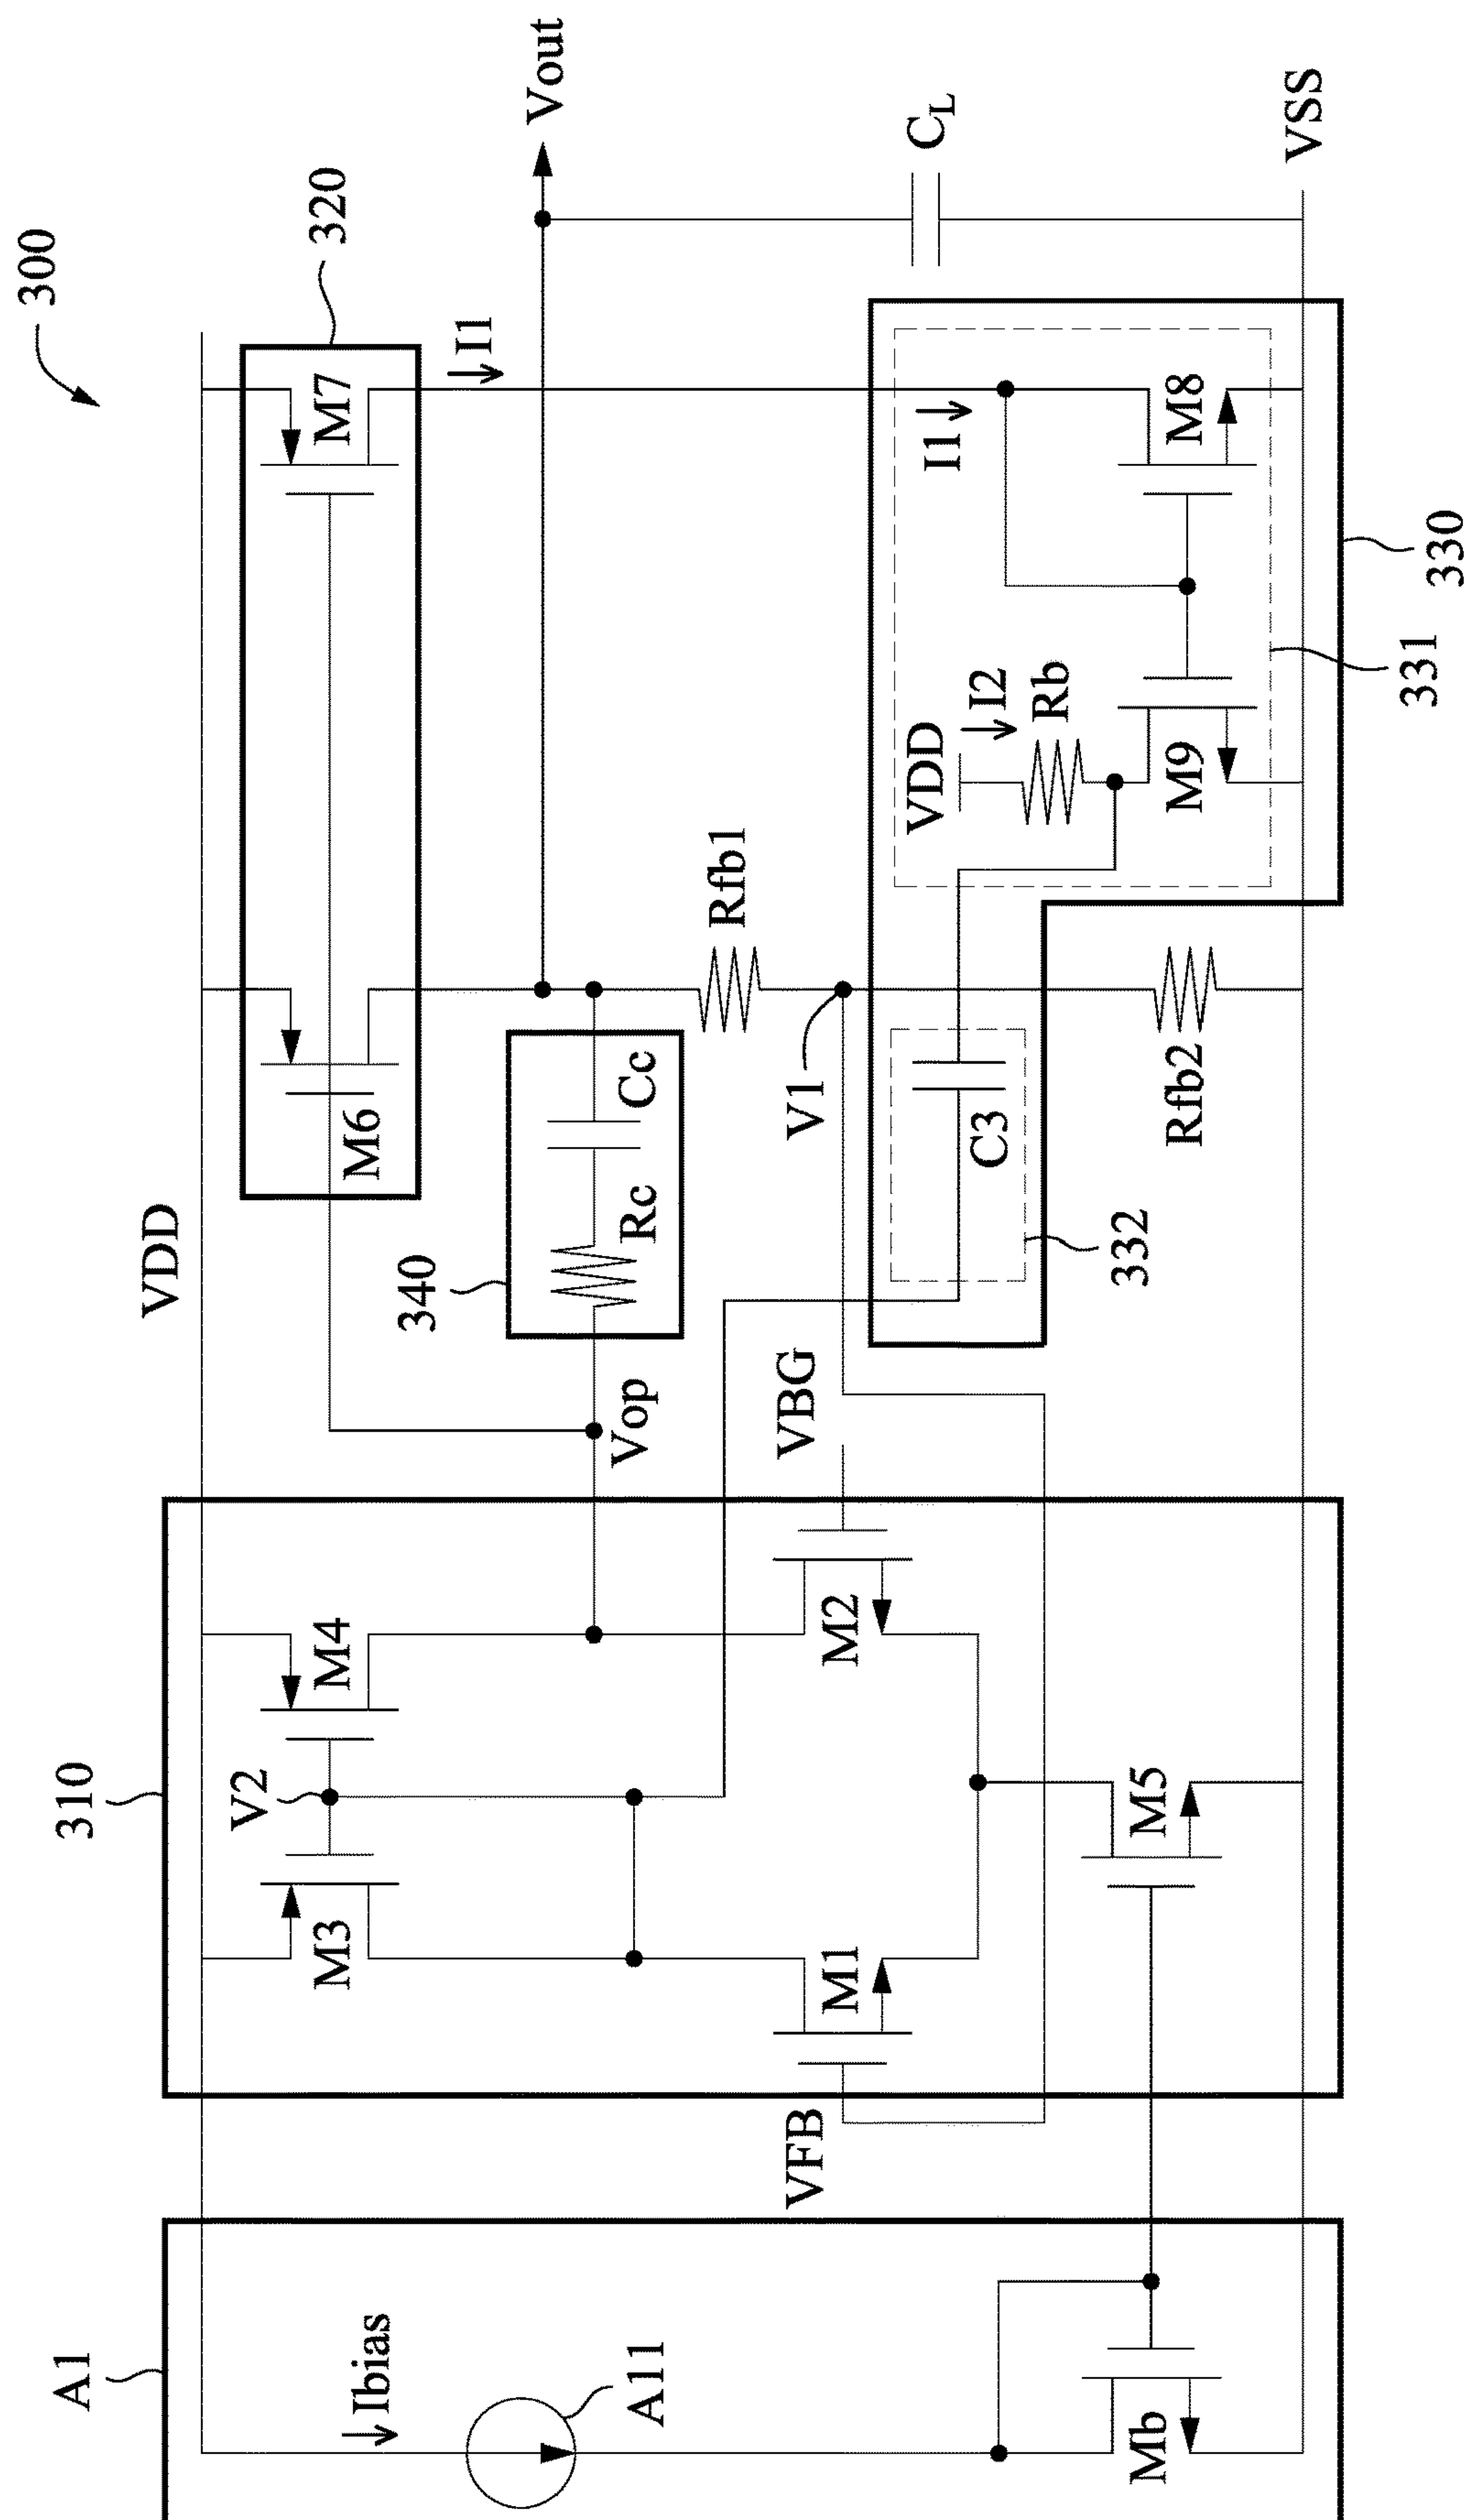 300
VDD
320
M6
M7
I1
Vout
310
V2
M3
M4
340
Rc
Cc
Vop
Rfb1
V1
VBG
VFB
M1
M2
M5
C3
332
Rfb2
VDD
I2
Rb
M9
I1
M8
331
330
CL
VSS
A1
Ibias
A11
Mb